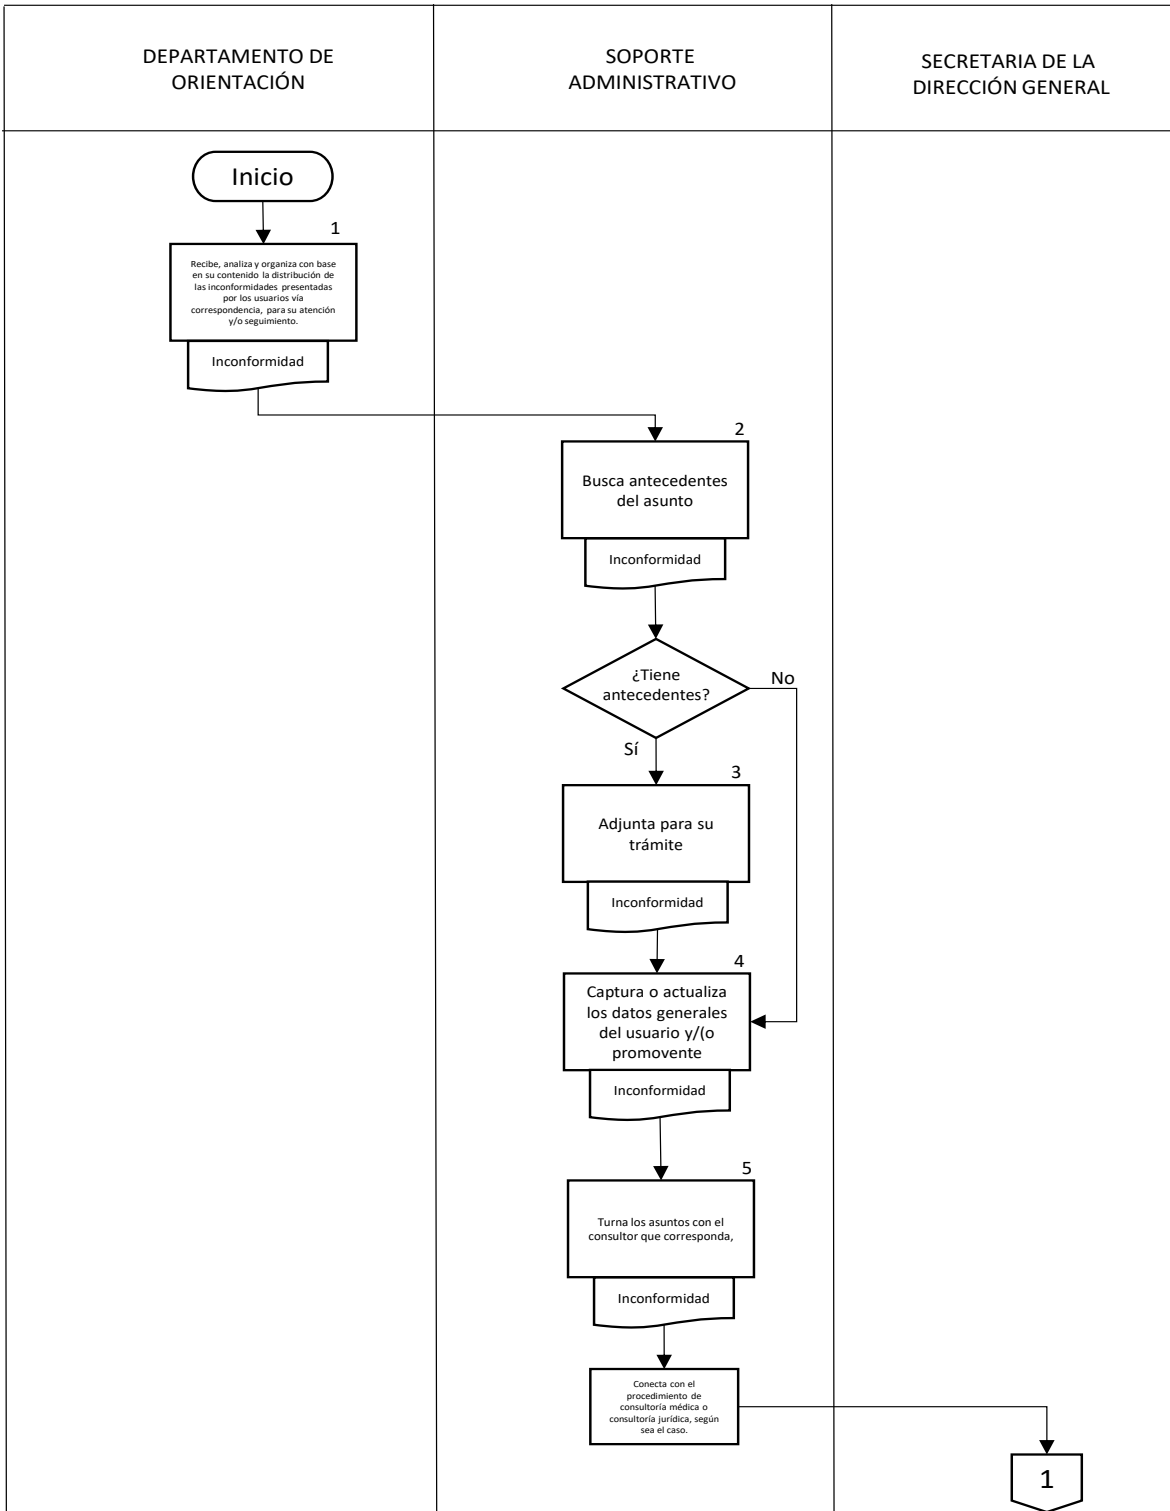 DEPARTAMENTO DE
ORIENTACIÓN
SOPORTE
ADMINISTRATIVO
SECRETARIA DE LA
DIRECCIÓN GENERAL
Inicio
1
Recibe, analiza y organiza con base
en su contenido la distribución de
las inconformidades presentadas
por los usuarios vía
correspondencia, para su atención
y/o seguimiento.
Inconformidad
2
Busca antecedentes
del asunto
Inconformidad
¿Tiene
antecedentes?
No
Sí
3
Adjunta para su
trámite
Inconformidad
4
Captura o actualiza
los datos generales
del usuario y/(o
promovente
Inconformidad
5
Turna los asuntos con el
consultor que corresponda,
Inconformidad
Conecta con el
procedimiento de
consultoría médica o
consultoría jurídica, según
sea el caso.
1